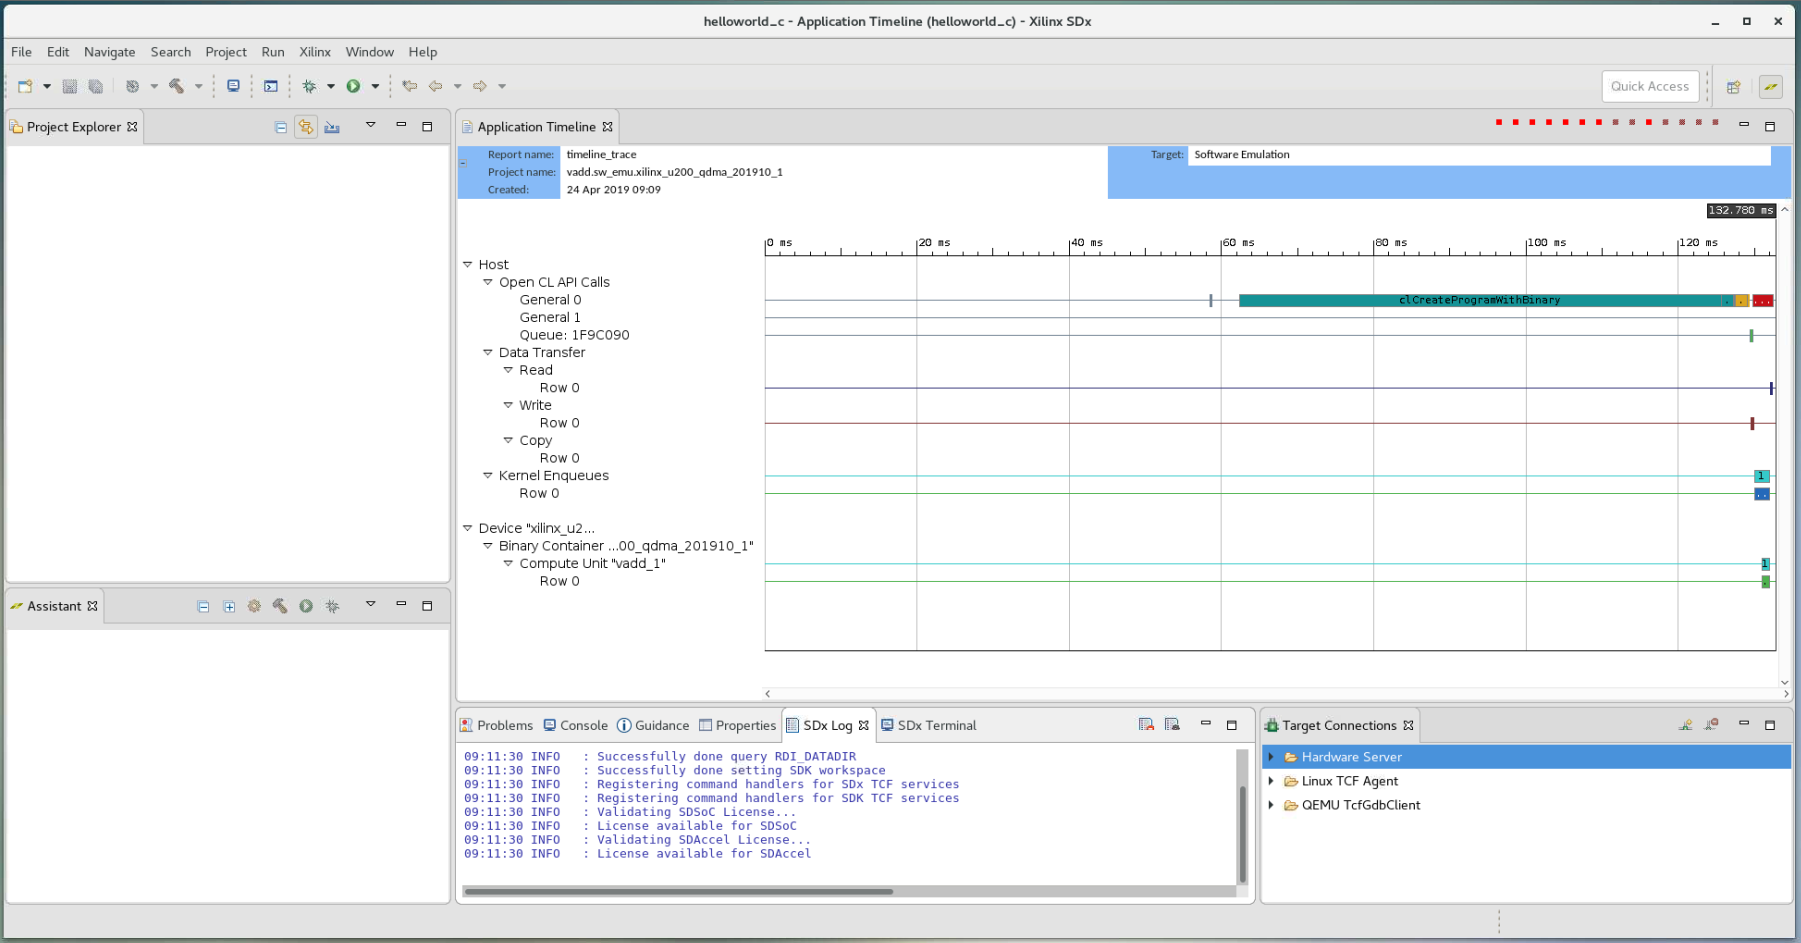 helloworld_c - Application Timeline (helloworld_c) - Xilinx SDx
File Edit Navigate Search Project Run Xilinx Window Help
Quick Access
Project Explorer
Application Timeline
Report name: timeline_trace
Project name: vadd.sw_emu.xilinx_u200_qdma_201910_1
Created: 24 Apr 2019 09:09
Target: Software Emulation
132.780 ms
0 ms 20 ms 40 ms 60 ms 80 ms 100 ms 120 ms
Host
Open CL API Calls
General 0 clCreateProgramWithBinary . . ...
General 1
Queue: 1F9C090
Data Transfer
Read
Row 0
Write
Row 0
Copy
Row 0
Kernel Enqueues 1
Row 0 ..
Device "xilinx_u2...
Binary Container ...00_qdma_201910_1"
Compute Unit "vadd_1" 1
Row 0 .
Assistant
Problems Console Guidance Properties SDx Log SDx Terminal
09:11:30 INFO : Successfully done query RDI_DATADIR
09:11:30 INFO : Successfully done setting SDK workspace
09:11:30 INFO : Registering command handlers for SDx TCF services
09:11:30 INFO : Registering command handlers for SDK TCF services
09:11:30 INFO : Validating SDSoC License...
09:11:30 INFO : License available for SDSoC
09:11:30 INFO : Validating SDAccel License...
09:11:30 INFO : License available for SDAccel
Target Connections
Hardware Server
Linux TCF Agent
QEMU TcfGdbClient